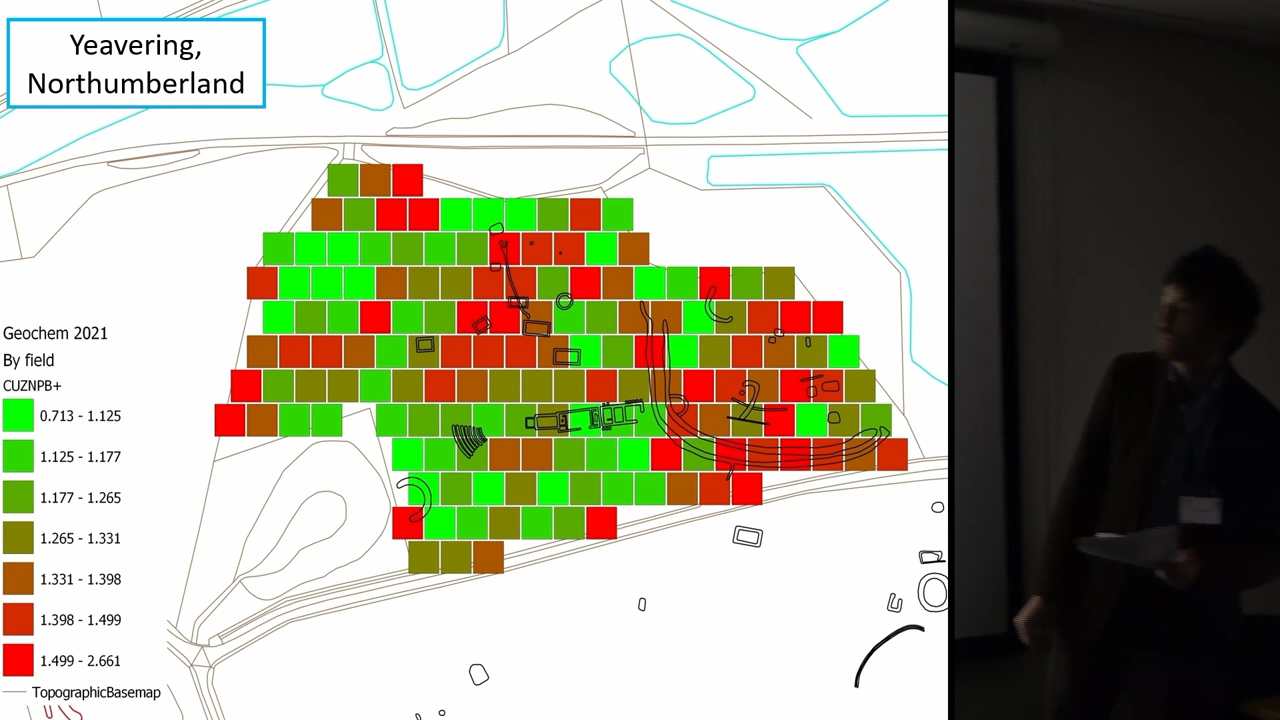 Yeavering,
Northumberland
Geochem 2021
By field
CUZNPB+
0.713 - 1.125
1.125 - 1.177
1.177 - 1.265
1.265 - 1.331
1.331 - 1.398
1.398 - 1.499
1.499 - 2.661
TopographicBasemap